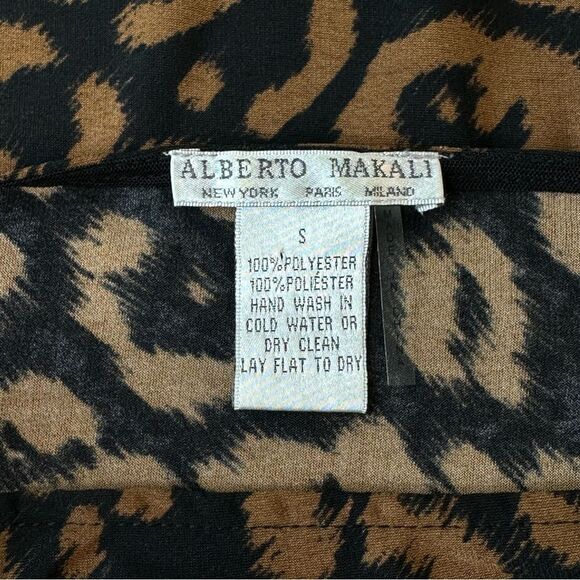 ALBERTO MAKALI
NEW YORK PARIS MILANO
S
100% POLYESTER
100% POLIÉSTER
HAND WASH IN
COLD WATER OR
DRY CLEAN
LAY FLAT TO DRY